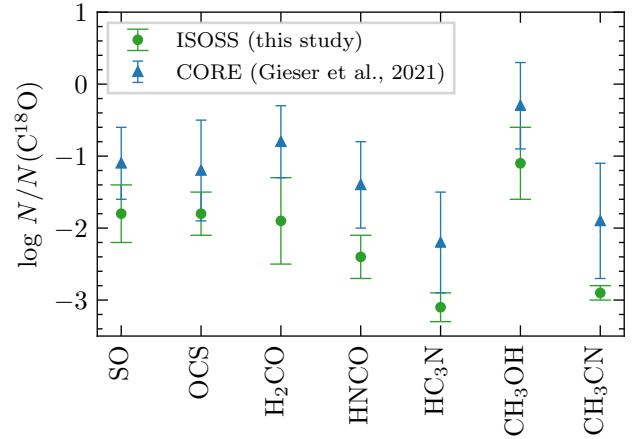 1
0
−1
−2
−3
log N/N(C¹⁸O)
ISOSS (this study)
CORE (Gieser et al., 2021)
SO
OCS
H₂CO
HNCO
HC₃N
CH₃OH
CH₃CN